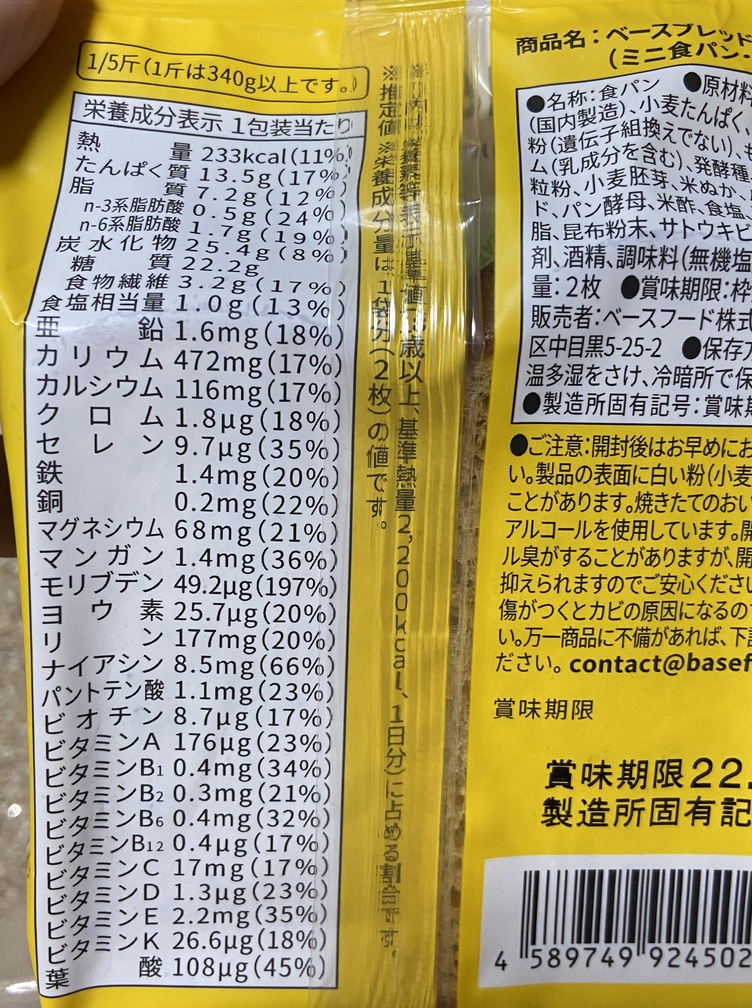 1/5斤(1斤は340g以上です。)
栄養成分表示 1包装当たり
熱量 233kcal(11%)
たんぱく質 13.5g(17%)
脂質 7.2g(12%)
n-3系脂肪酸 0.5g(24%)
n-6系脂肪酸 1.7g(19%)
炭水化物 25.4g(8%)
糖質 22.2g
食物繊維 3.2g(17%)
食塩相当量 1.0g(13%)
亜鉛 1.6mg(18%)
カリウム 472mg(17%)
カルシウム 116mg(17%)
クロム 1.8μg(18%)
セレン 9.7μg(35%)
鉄 1.4mg(20%)
銅 0.2mg(22%)
マグネシウム 68mg(21%)
マンガン 1.4mg(36%)
モリブデン 49.2μg(197%)
ヨウ素 25.7μg(20%)
リン 177mg(20%)
ナイアシン 8.5mg(66%)
パントテン酸 1.1mg(23%)
ビオチン 8.7μg(17%)
ビタミンA 176μg(23%)
ビタミンB1 0.4mg(34%)
ビタミンB2 0.3mg(21%)
ビタミンB6 0.4mg(32%)
ビタミンB12 0.4μg(17%)
ビタミンC 17mg(17%)
ビタミンD 1.3μg(23%)
ビタミンE 2.2mg(35%)
ビタミンK 26.6μg(18%)
葉酸 108μg(45%)
歳以上、基準熱量2,200kcal、1日分)に占める割合です。
※推定値 ※栄養成分量は、1袋分(2枚)の値です。
商品名:ベースブレッド
(ミニ食パン・
●名称:食パン ●原材料
(国内製造)、小麦たんぱく、
粉(遺伝子組換えでない)、も
ム(乳成分を含む)、発酵種
粒粉、小麦胚芽、米ぬか、
ド、パン酵母、米酢、食塩
脂、昆布粉末、サトウキビ
剤、酒精、調味料(無機塩
量:2枚 ●賞味期限:枠
販売者:ベースフード株式
区中目黒5-25-2 ●保存方
温多湿をさけ、冷暗所で保
●製造所固有記号:賞味期
●ご注意:開封後はお早めにお
い。製品の表面に白い粉(小麦
ことがあります。焼きたてのおい
アルコールを使用しています。開
ル臭がすることがありますが、開
抑えられますのでご安心くださ
傷がつくとカビの原因になるの
い。万一商品に不備があれば、下記
ださい。contact@basef
賞味期限
賞味期限22.
製造所固有記
4 589749 924502